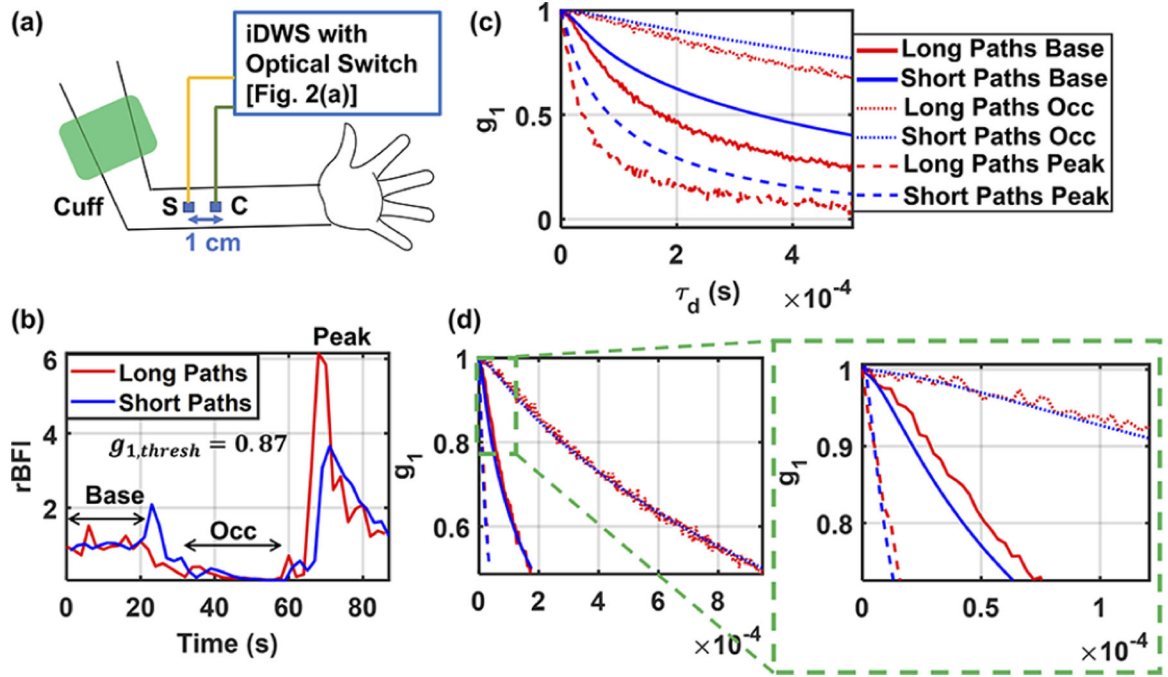 (a)
iDWS with
Optical Switch
[Fig. 2(a)]
Cuff
S
C
1 cm
(c)
1
0.5
0
g1
0
2
4
τd (s)
×10-4
Long Paths Base
Short Paths Base
Long Paths Occ
Short Paths Occ
Long Paths Peak
Short Paths Peak
(b)
Peak
6
4
2
rBFI
Long Paths
Short Paths
g1,thresh = 0.87
Base
Occ
0
20
40
60
80
Time (s)
(d)
1
0.8
0.6
g1
0
2
4
6
8
×10-4
1
0.9
0.8
g1
0
0.5
1
×10-4